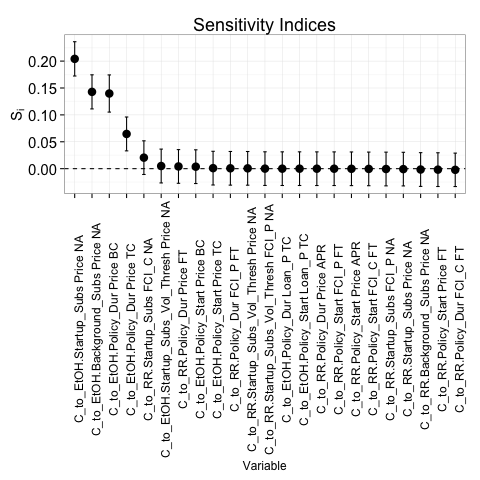 Sensitivity Indices
0.20
0.15
0.10
0.05
0.00
Si
C_to_EtOH.Startup_Subs Price NA
C_to_EtOH.Background_Subs Price NA
C_to_EtOH.Policy_Dur Price BC
C_to_EtOH.Policy_Dur Price TC
C_to_RR.Startup_Subs FCI_C NA
C_to_EtOH.Startup_Subs_Vol_Thresh Price NA
C_to_RR.Policy_Dur Price FT
C_to_EtOH.Policy_Start Price BC
C_to_EtOH.Policy_Start Price TC
C_to_RR.Policy_Dur FCI_P FT
C_to_RR.Startup_Subs_Vol_Thresh Price NA
C_to_RR.Startup_Subs_Vol_Thresh FCI_P NA
C_to_EtOH.Policy_Dur Loan_P TC
C_to_EtOH.Policy_Start Loan_P TC
C_to_RR.Policy_Dur Price APR
C_to_RR.Policy_Start FCI_P FT
C_to_RR.Policy_Start Price APR
C_to_RR.Policy_Start FCI_C FT
C_to_RR.Startup_Subs FCI_P NA
C_to_RR.Startup_Subs Price NA
C_to_RR.Background_Subs Price NA
C_to_RR.Policy_Start Price FT
C_to_RR.Policy_Dur FCI_C FT
Variable